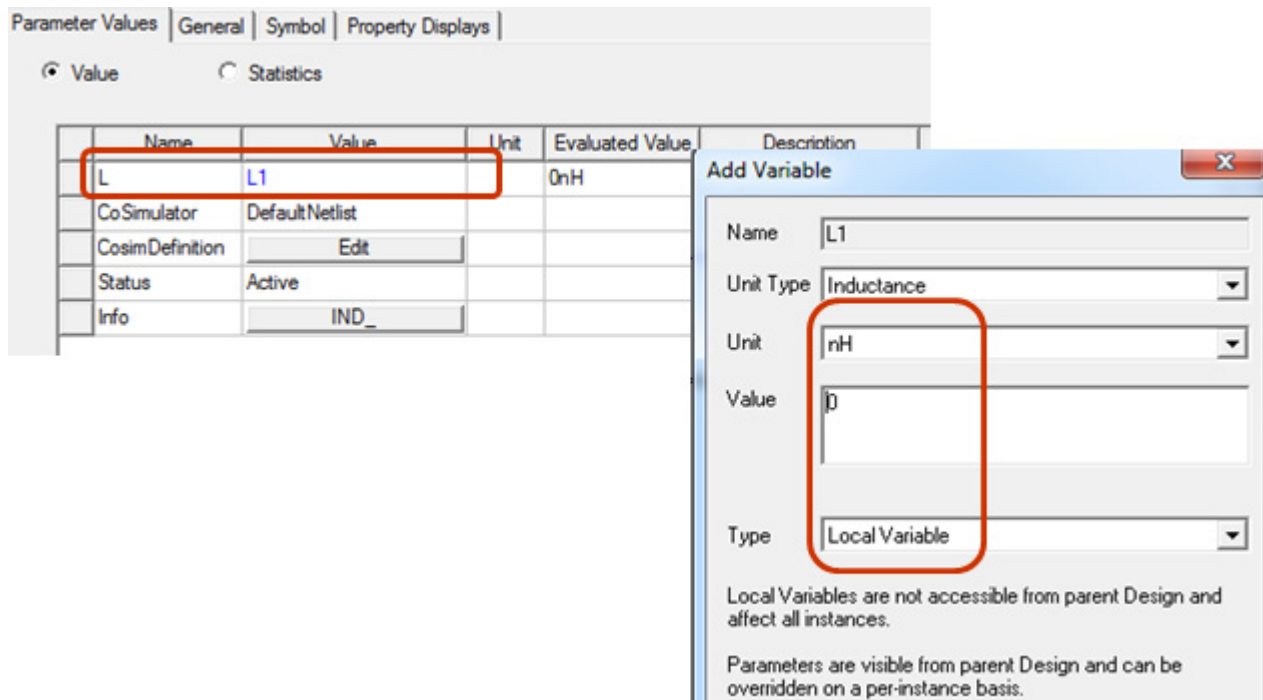 Parameter Values General Symbol Property Displays
Value Statistics
Name Value Unit Evaluated Value Description
L L1 0nH
CoSimulator DefaultNetlist
CosimDefinition Edit
Status Active
Info IND_
Add Variable
Name L1
Unit Type Inductance
Unit nH
Value 0
Type Local Variable
Local Variables are not accessible from parent Design and
affect all instances.
Parameters are visible from parent Design and can be
overridden on a per-instance basis.